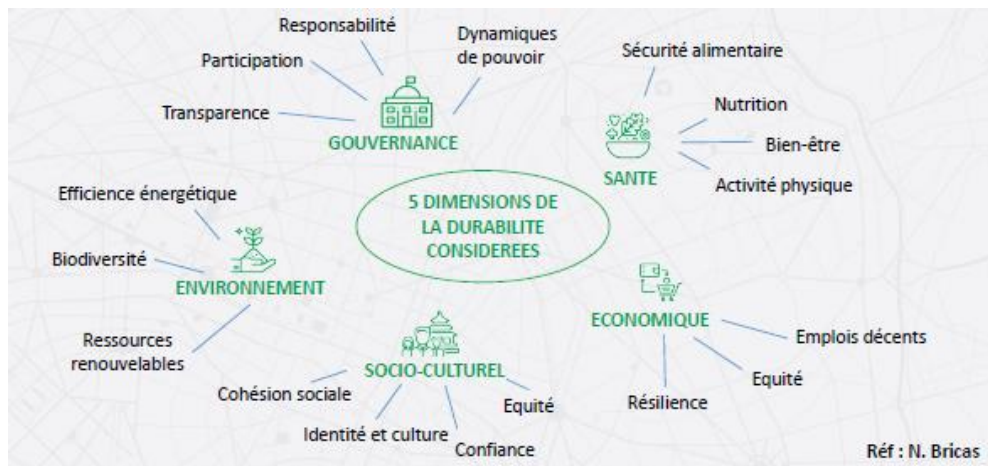 Responsabilité
Participation
Transparence
Dynamiques
de pouvoir
GOUVERNANCE
Sécurité alimentaire
Nutrition
Bien-être
Activité physique
SANTE
5 DIMENSIONS DE
LA DURABILITE
CONSIDEREES
Efficience énergétique
Biodiversité
ENVIRONNEMENT
Ressources
renouvelables
ECONOMIQUE
Emplois décents
Equité
Résilience
SOCIO-CULTUREL
Cohésion sociale
Equité
Identité et culture
Confiance
Réf : N. Bricas